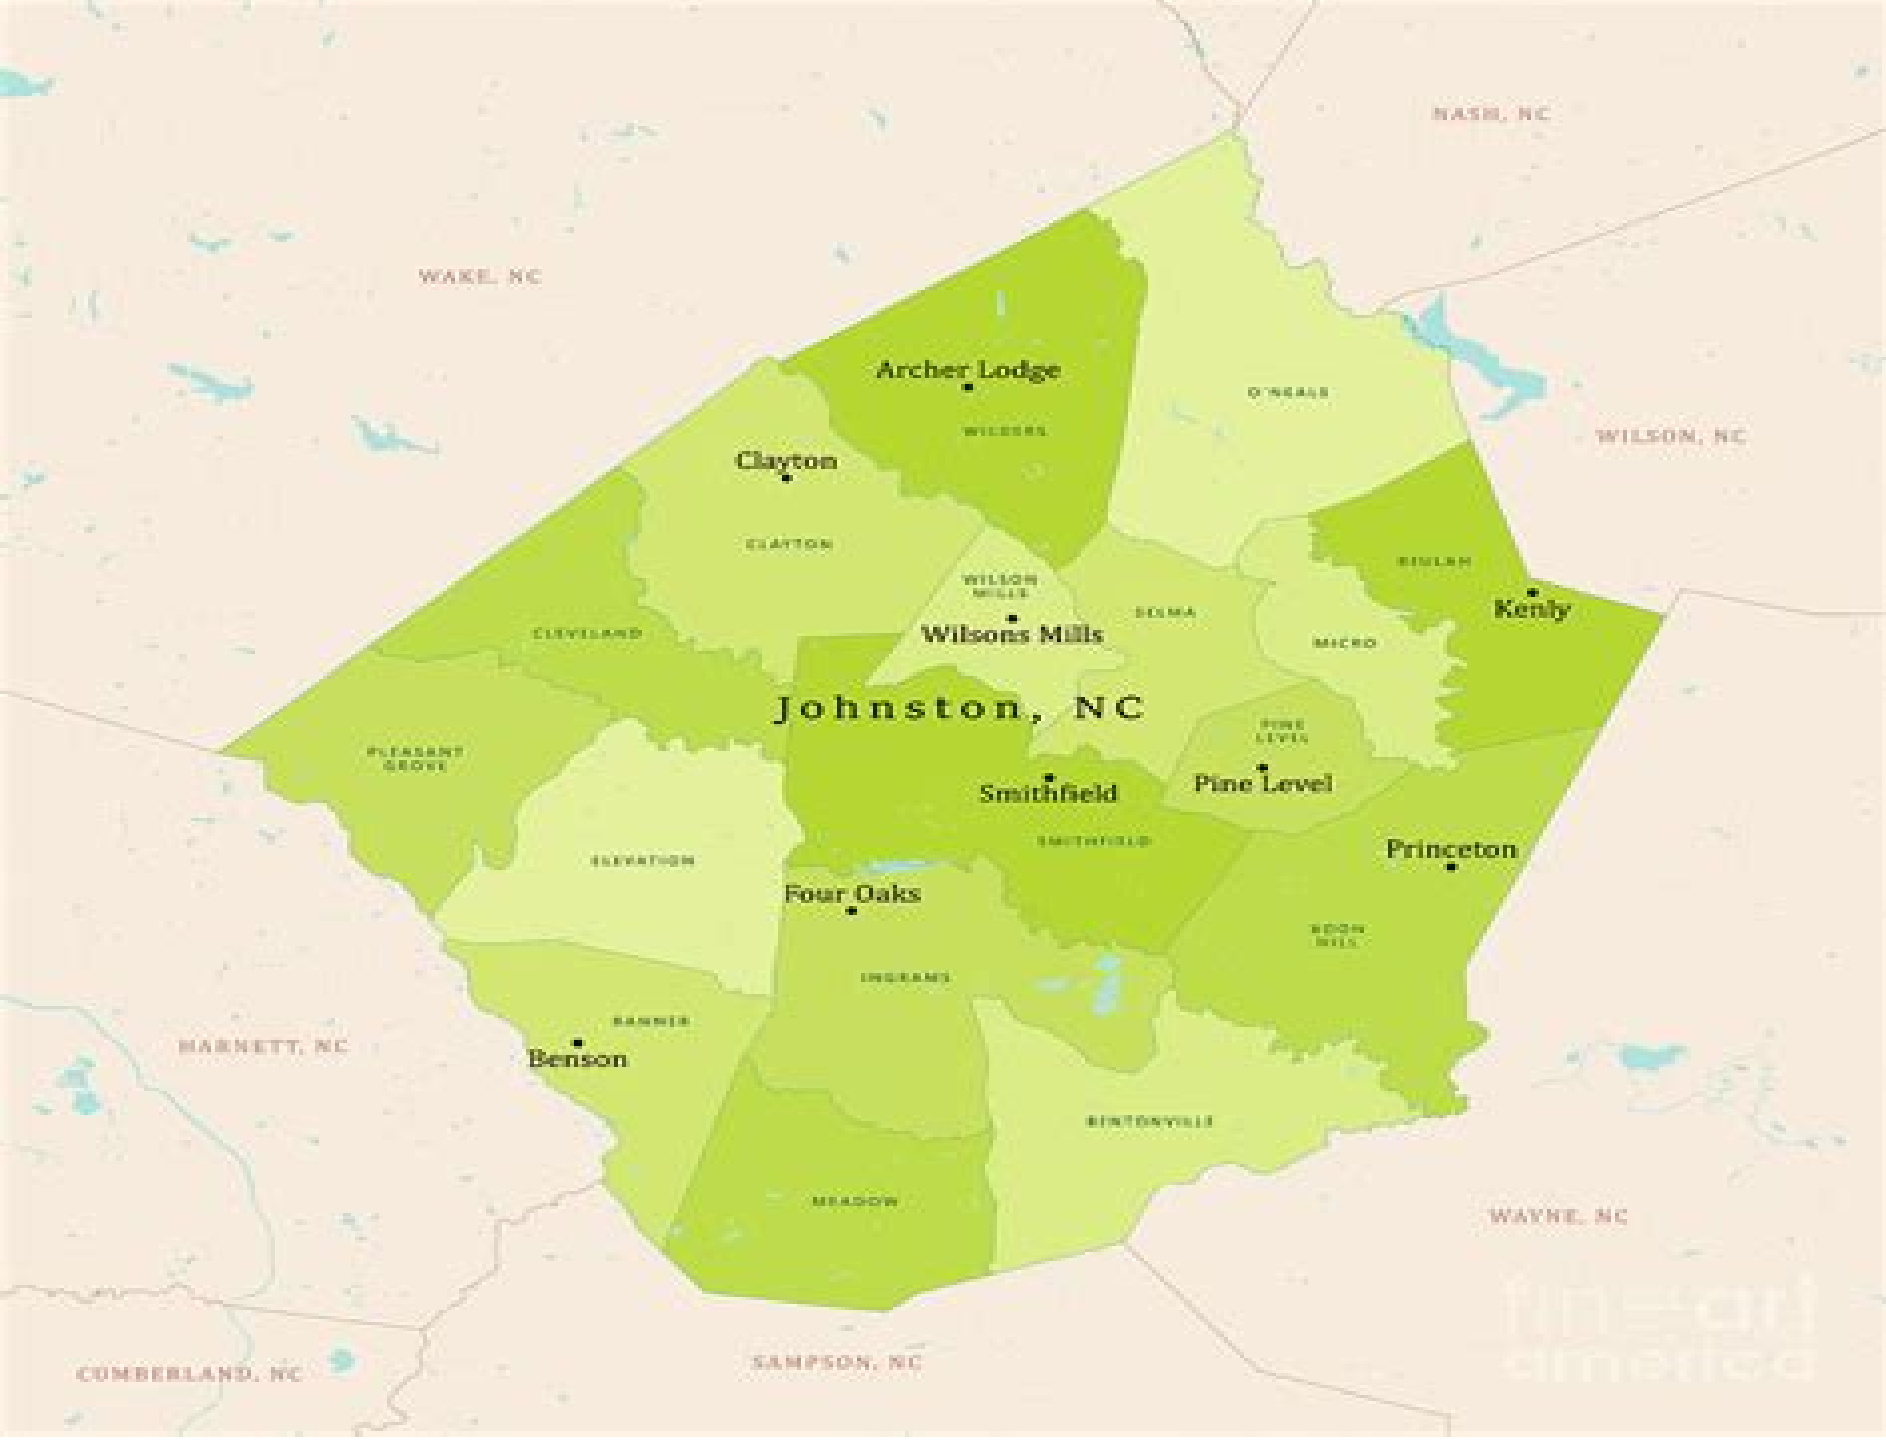 NASH, NC
WAKE, NC
Archer Lodge
O'NEALS
WILDERS
WILSON, NC
Clayton
CLAYTON
BEULAH
WILSON
MILLS
Kenly
SELMA
CLEVELAND
Wilsons Mills
MICRO
Johnston, NC
PINE
LEVEL
PLEASANT
GROVE
Pine Level
Smithfield
SMITHFIELD
Princeton
ELEVATION
Four Oaks
BOON
HILL
INGRAMS
BANNER
HARNETT, NC
Benson
BENTONVILLE
MEADOW
WAYNE, NC
SAMPSON, NC
CUMBERLAND, NC
fine art
america